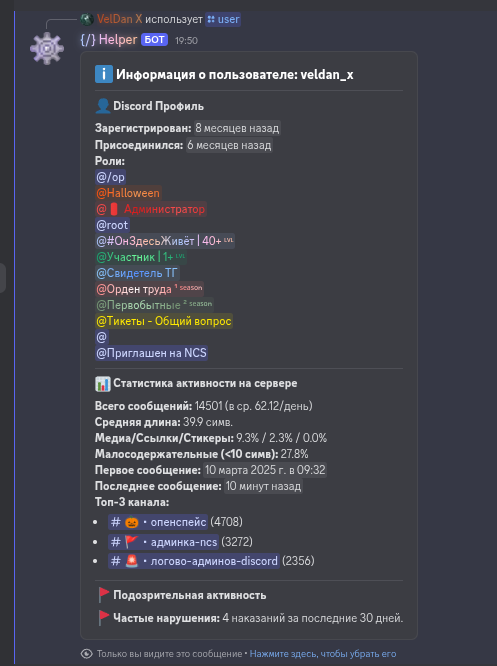 VelDan X использует user
{/} Helper БОТ 19:50
Информация о пользователе: veldan_x
Discord Профиль
Зарегистрирован: 8 месяцев назад
Присоединился: 6 месяцев назад
Роли:
@/op
@Halloween
@ Администратор
@root
@#ОнЗдесьЖивёт | 40+ ᴸⱽᴸ
@Участник | 1+ ᴸⱽᴸ
@Свидетель ТГ
@Орден труда ¹ ˢᵉᵃˢᵒⁿ
@Первобытные ² ˢᵉᵃˢᵒⁿ
@Тикеты - Общий вопрос
@
@Приглашен на NCS
Статистика активности на сервере
Всего сообщений: 14501 (в ср. 62.12/день)
Средняя длина: 39.9 симв.
Медиа/Ссылки/Стикеры: 9.3% / 2.3% / 0.0%
Малосодержательные (<10 симв): 27.8%
Первое сообщение: 10 марта 2025 г. в 09:32
Последнее сообщение: 10 минут назад
Топ-3 канала:
• # 🎃 • опенспейс (4708)
• # 🚩 • админка-ncs (3272)
• # 🚨 • логово-админов-discord (2356)
Подозрительная активность
Частые нарушения: 4 наказаний за последние 30 дней.
Только вы видите это сообщение • Нажмите здесь, чтобы убрать его